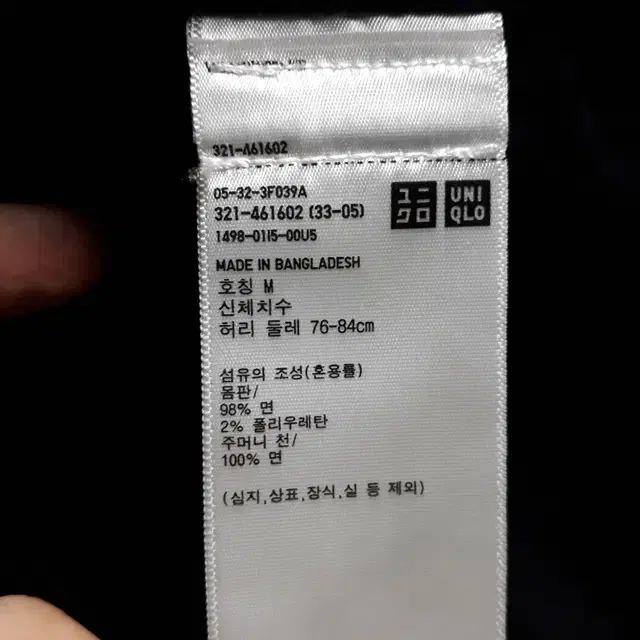 321-461602
05-32-3F039A
321-461602 (33-05)
1498-01I5-00U5
ユニ
クロ
UNI
QLO
MADE IN BANGLADESH
호칭 M
신체치수
허리 둘레 76-84cm
섬유의 조성(혼용률)
몸판/
98% 면
2% 폴리우레탄
주머니 천/
100% 면
(심지,상표,장식,실 등 제외)